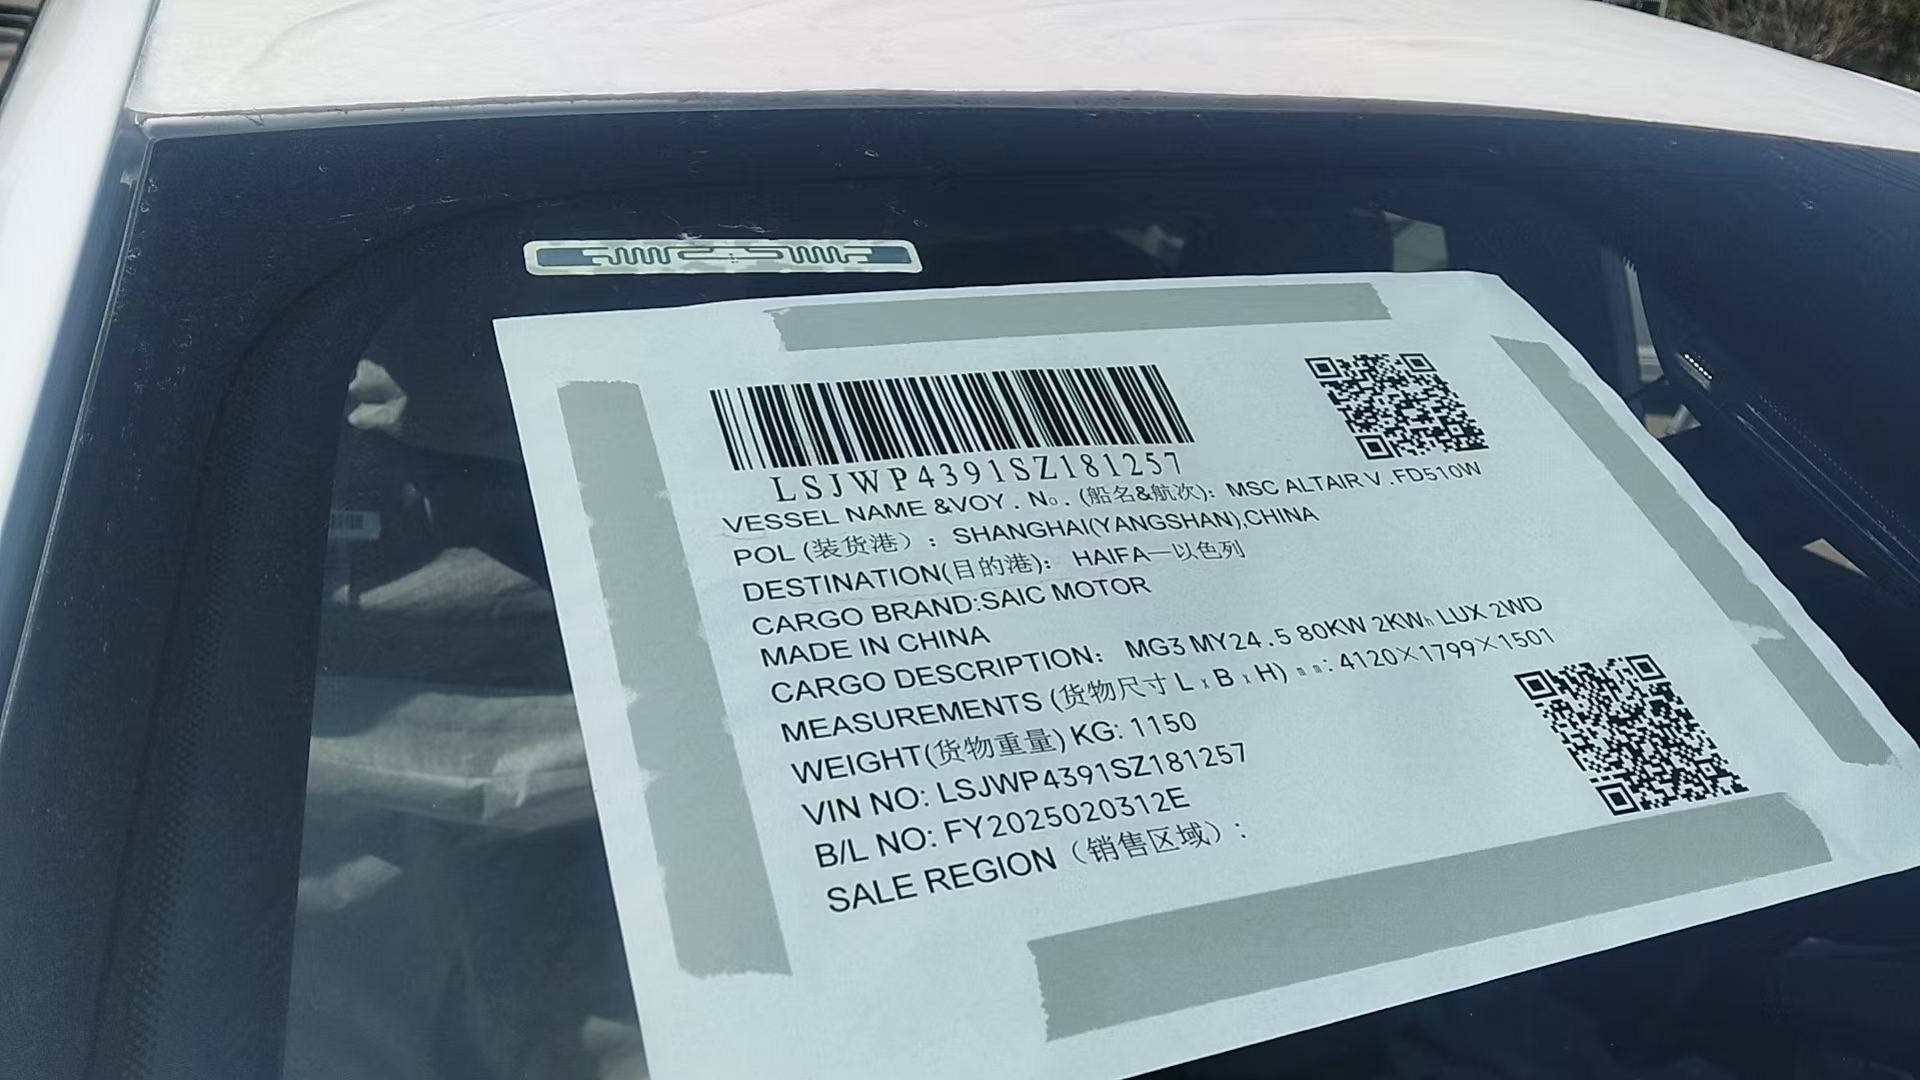 LSJWP4391SZ181257
VESSEL NAME &VOY . No . (船名&航次): MSC ALTAIR V .FD510W
POL (装货港): SHANGHAI(YANGSHAN),CHINA
DESTINATION(目的港): HAIFA—以色列
CARGO BRAND:SAIC MOTOR
MADE IN CHINA
CARGO DESCRIPTION: MG3 MY24 . 5 80KW 2KWh LUX 2WD
MEASUREMENTS (货物尺寸 L x B x H) mm: 4120×1799×1501
WEIGHT(货物重量) KG: 1150
VIN NO: LSJWP4391SZ181257
B/L NO: FY2025020312E
SALE REGION (销售区域):